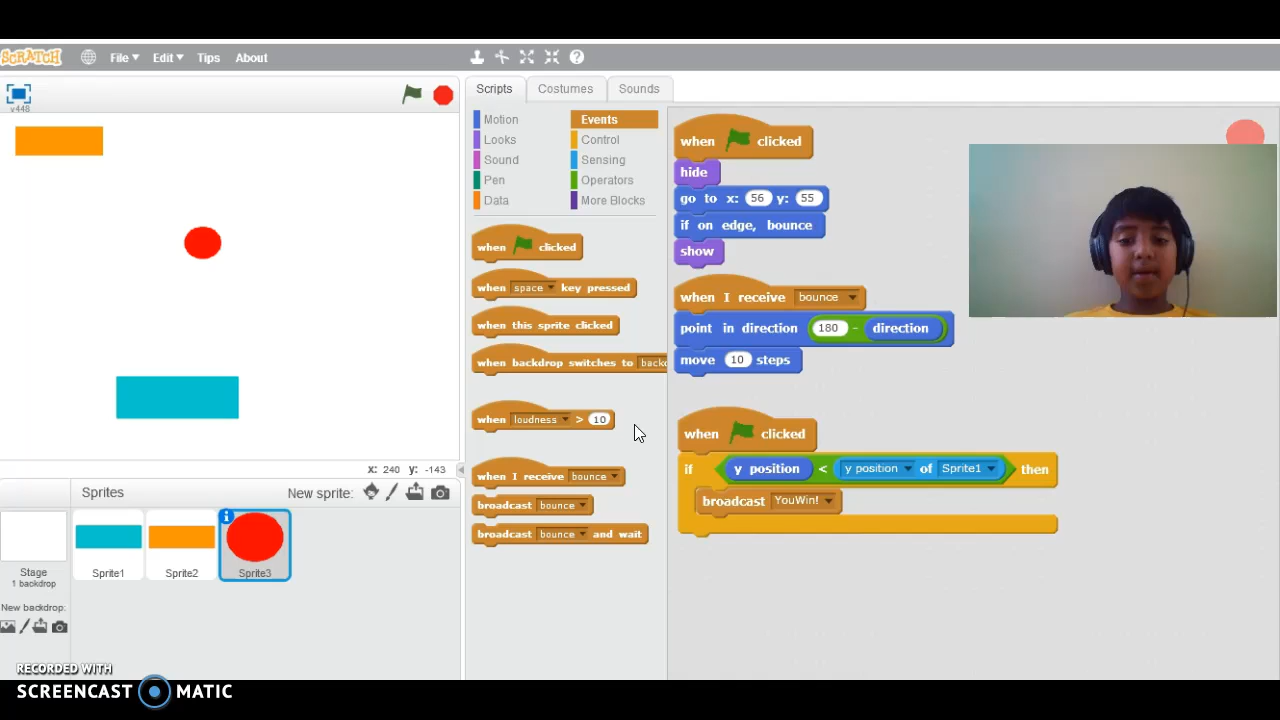 SCRATCH
File Edit Tips About
v448
Scripts Costumes Sounds
Motion Events
Looks Control
Sound Sensing
Pen Operators
Data More Blocks
when clicked
when space key pressed
when this sprite clicked
when backdrop switches to
when loudness > 10
when I receive bounce
broadcast bounce
broadcast bounce and wait
when clicked
hide
go to x: 56 y: 55
if on edge, bounce
show
when I receive bounce
point in direction 180 - direction
move 10 steps
when clicked
if y position < y position of Sprite1 then
broadcast YouWin!
x: 240 y: -143
Sprites New sprite:
Stage
1 backdrop
New backdrop:
i
Sprite1 Sprite2 Sprite3
RECORDED WITH
SCREENCAST MATIC